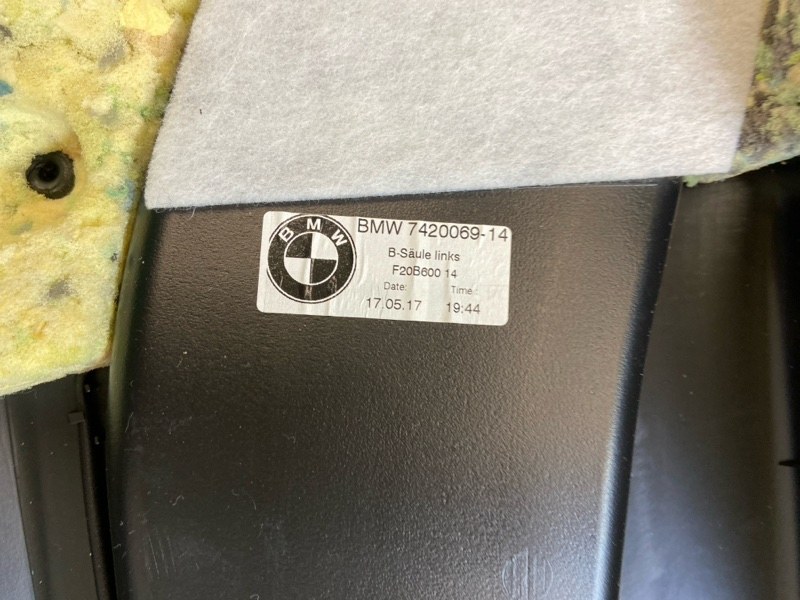 BMW
BMW 7420069-14
B-Säule links
F20B600 14
Date: Time:
17.05.17 19:44